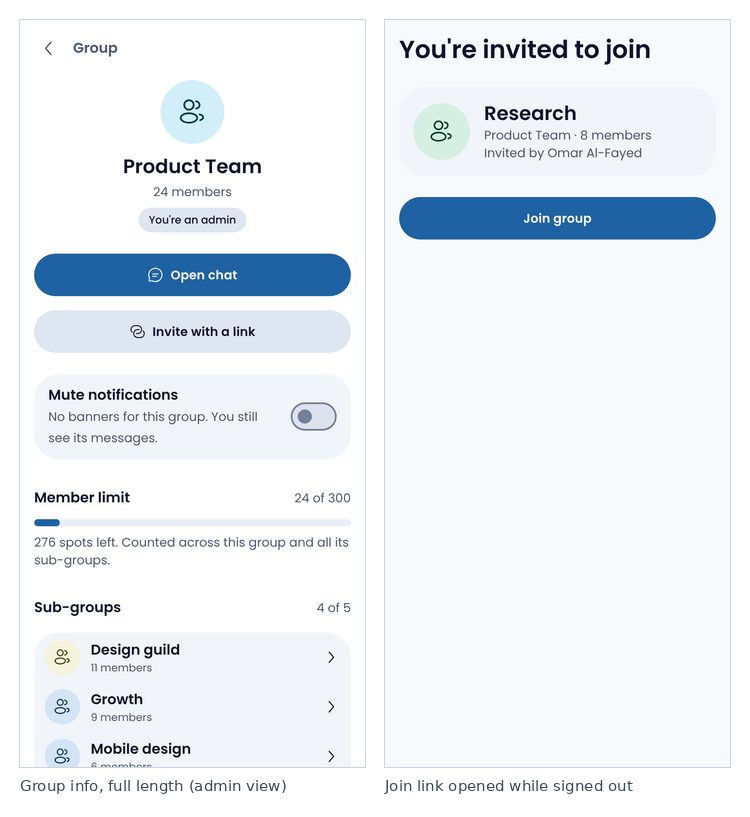 Group
Product Team
24 members
You're an admin
Open chat
Invite with a link
Mute notifications
No banners for this group. You still
see its messages.
Member limit
24 of 300
276 spots left. Counted across this group and all its
sub-groups.
Sub-groups
4 of 5
Design guild
11 members
Growth
9 members
Mobile design
6 members
Group info, full length (admin view)
You're invited to join
Research
Product Team · 8 members
Invited by Omar Al-Fayed
Join group
Join link opened while signed out